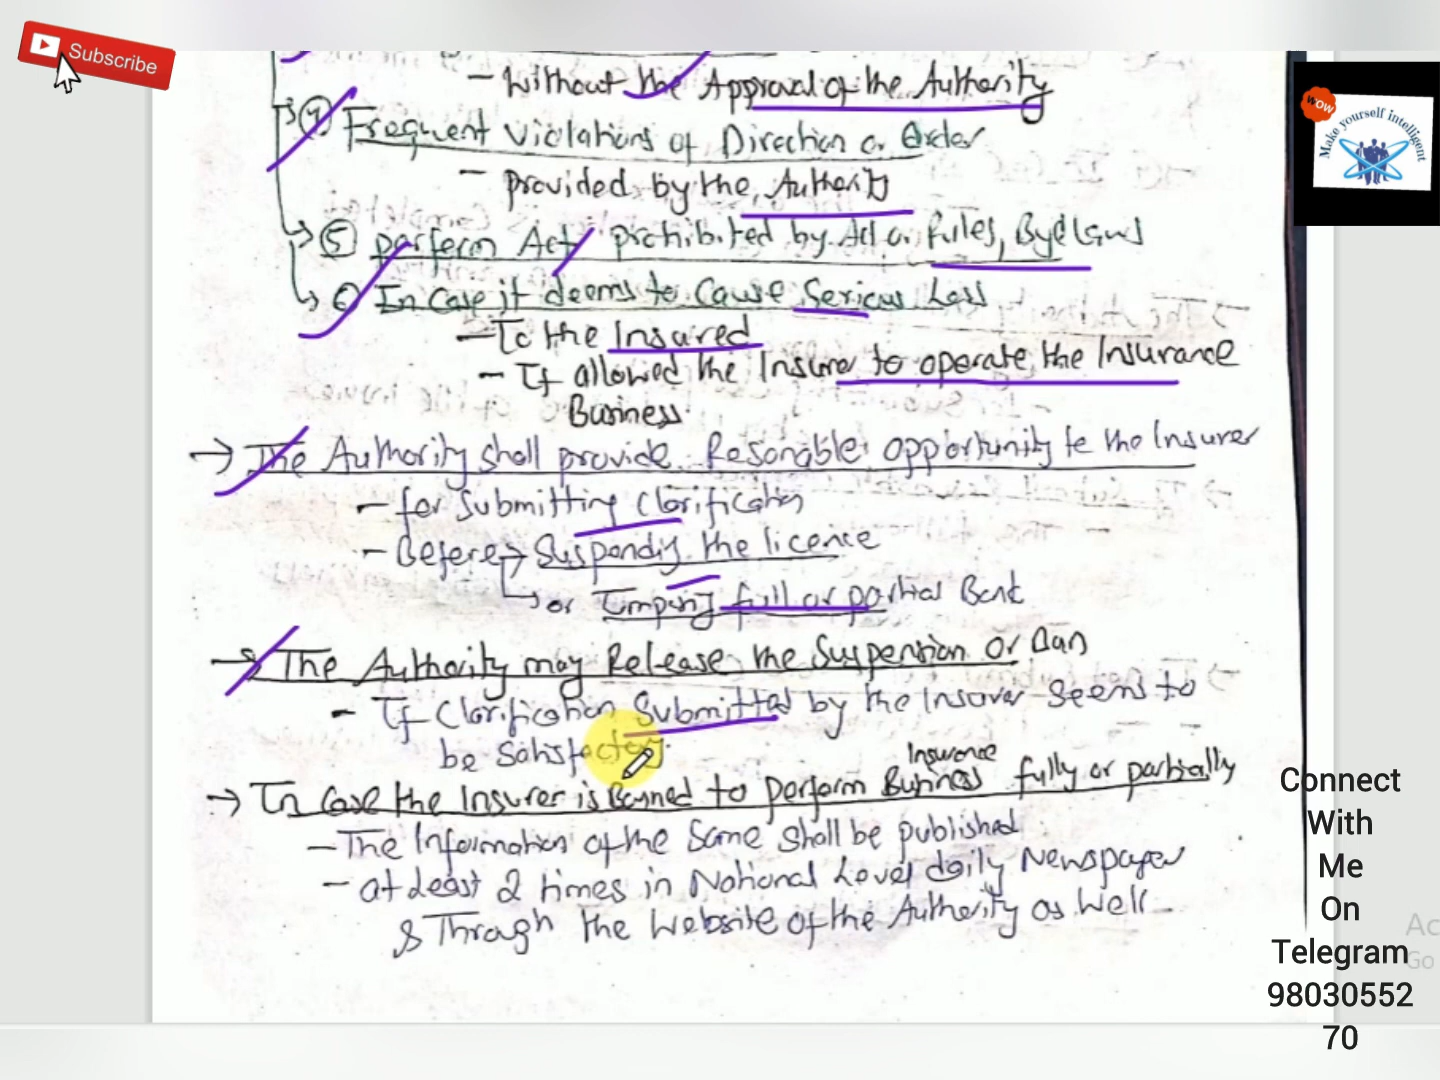 Subscribe
- Without the Approval of the Authority
④ Frequent Violations of Direction or Order
- provided by the Authority
⑤ perform Act prohibited by Act or Rules, Byelaws
⑥ In case it deems to cause Serious Loss
- To the Insured
- If allowed the Insurer to operate the Insurance
Business.
→ The Authority shall provide Resonable opportunity to the Insurer
- for submitting clarification
- Before → Suspending the licence
or Imposing full or partial Band
→ The Authority may Release the Suspension or Ban
- If Clarification Submitted by the Insurer seems to
be satisfactory.
Insurance
→ In case the Insurer is Banned to perform Business fully or partially
- The Information of the same shall be published
- at least 2 times in National Level daily Newspaper
& Through the website of the Authority as well
WOW
Make yourself intelligent
Connect
With
Me
On
Telegram
98030552
70
Ac
Go